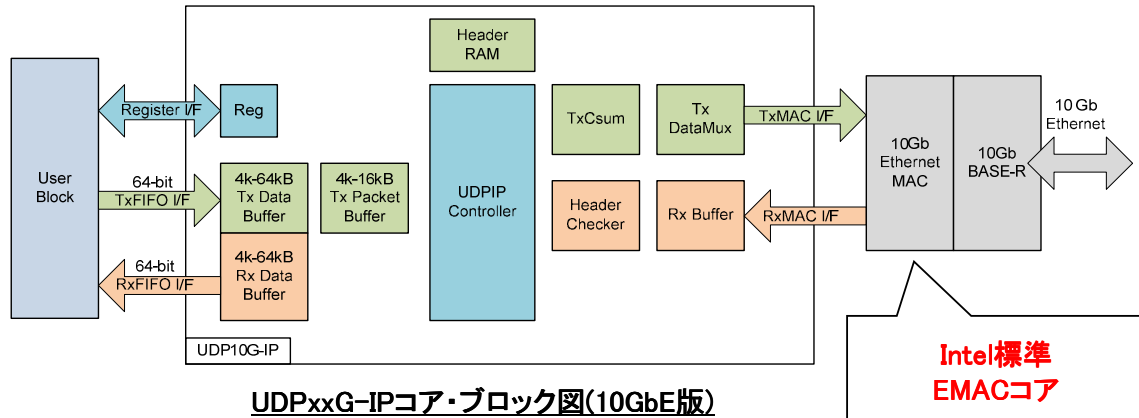 Header
RAM
User
Block
Register I/F
Reg
64-bit
TxFIFO I/F
4k-64kB
Tx Data
Buffer
4k-16kB
Tx Packet
Buffer
64-bit
RxFIFO I/F
4k-64kB
Rx Data
Buffer
UDPIP
Controller
TxCsum
Tx
DataMux
TxMAC I/F
Header
Checker
Rx Buffer
RxMAC I/F
10Gb
Ethernet
MAC
10Gb
BASE-R
10 Gb
Ethernet
UDP10G-IP
Intel標準
EMACコア
UDPxxG-IPコア・ブロック図(10GbE版)